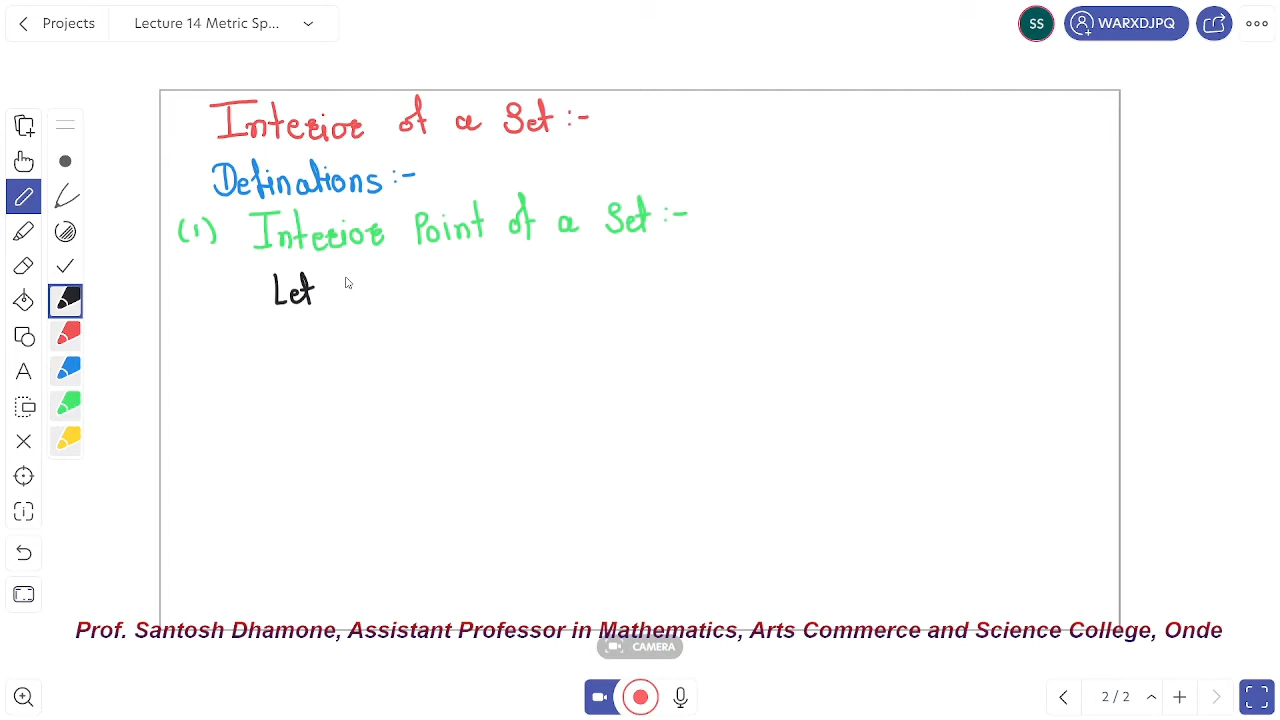 Projects
Lecture 14 Metric Sp...
SS
WARXDJPQ
Interior of a Set :-
Definations :-
(1) Interior Point of a Set :-
Let
Prof. Santosh Dhamone, Assistant Professor in Mathematics, Arts Commerce and Science College, Onde
CAMERA
2 / 2